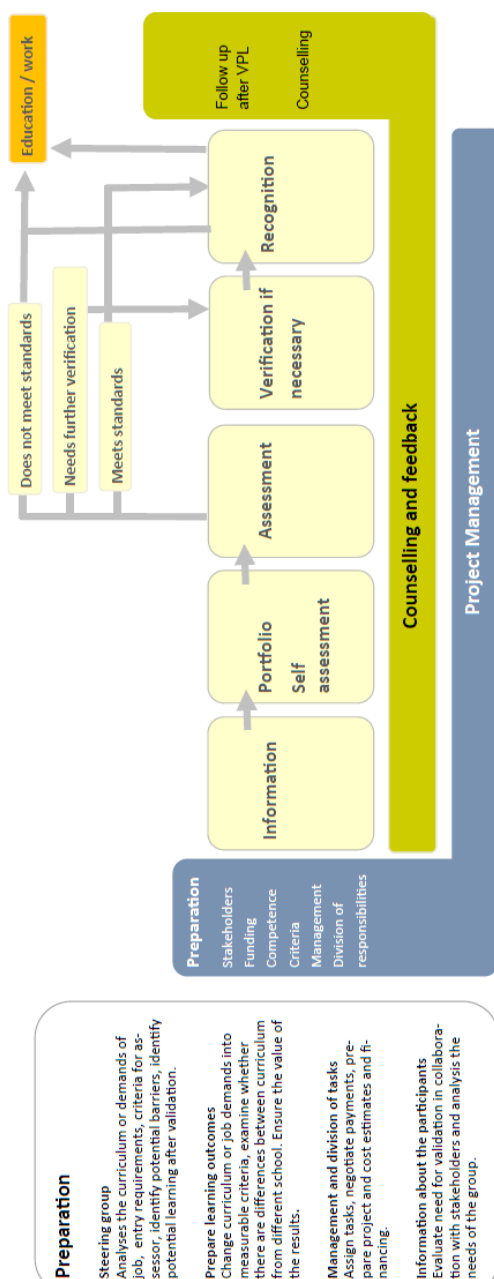 Preparation
Steering group
Analyses the curriculum or demands of
job, entry requirements, criteria for as-
sessor, identify potential barriers, identify
potential learning after validation.
Prepare learning outcomes
Change curriculum or job demands into
measurable criteria, examine whether
there are differences between curriculum
from different school. Ensure the value of
the results.
Management and division of tasks
Assign tasks, negotiate payments, pre-
pare project and cost estimates and fi-
nancing.
Information about the participants
Evaluate need for validation in collabora-
tion with stakeholders and analysis the
needs of the group.
Preparation
Stakeholders
Funding
Competence
Criteria
Management
Division of
responsibilities
Information
Portfolio
Self
assessment
Assessment
Verification if
necessary
Recognition
Does not meet standards
Needs further verification
Meets standards
Education / work
Follow up
after VPL
Counselling
Counselling and feedback
Project Management